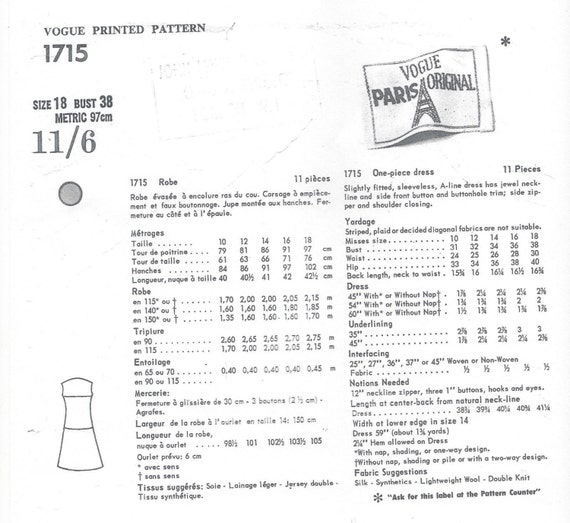 VOGUE PRINTED PATTERN
1715
SIZE 18 BUST 38
METRIC 97cm
11/6
*
VOGUE
PARIS ORIGINAL
1715 Robe 11 pièces
Robe évasée à encolure ras du cou. Corsage à empièce-
ment et faux boutonnage. Jupe montée aux hanches. Fer-
meture au côté et à l'épaule.
Métrages
Taille . . . . . . . 10 12 14 16 18
Tour de poitrine . . . . 79 81 86 91 97 cm
Tour de taille . . . . . 61 63 66 71 76 cm
Hanches . . . . . . . 84 86 91 97 102 cm
Longueur, nuque à taille 40 40½ 41 42 42½ cm
Robe
en 115* ou † . . . . . . 1,70 2,00 2,00 2,05 2,15 m
en 140* ou † . . . . . . 1,60 1,60 1,60 1,80 1,85 m
en 150* ou † . . . . . . 1,35 1,60 1,60 1,60 1,70 m
Triplure
en 90 . . . . . . . . . 2,60 2,65 2,65 2,70 2,75 m
en 115 . . . . . . . . . 1,70 2,00 2,00 2,05 2,15 m
Entoilage
en 65 ou 70 . . . . . . . 0,40 0,40 0,40 0,40 0.45 m
en 90 ou 115 . . . . .
Mercerie:
Fermeture à glissière de 30 cm - 3 boutons (2 ½ cm) -
Agrafes.
Largeur de la robe à l'ourlet en taille 14: 150 cm
Longueur de la robe,
nuque à ourlet . . . . . 98½ 101 102½ 103½ 105
Ourlet prévu: 6 cm
* avec sens
† sans sens
Tissus suggérés: Soie - Lainage léger - Jersey double -
Tissu synthétique.
1715 One-piece dress 11 Pieces
Slightly fitted, sleeveless, A-line dress has jewel neck-
line and side front button and buttonhole trim; side zip-
per and shoulder closing.
Yardage
Striped, plaid or decided diagonal fabrics are not suitable.
Misses size . . . . . . . . . . . . 10 12 14 16 18
Bust . . . . . . . . . . . . . . . 31 32 34 36 38
Waist . . . . . . . . . . . . . . . 24 25 26 28 30
Hip . . . . . . . . . . . . . . . . 33 34 36 38 40
Back length, neck to waist . 15¾ 16 16¼ 16½ 16¾
Dress
45" With* or Without Nap† . 1⅞ 2¼ 2¼ 2¼ 2⅜
54" With* or Without Nap† . 1¾ 1¾ 1¾ 2 2
60" With* or Without Nap† . 1½ 1¾ 1¾ 1¾ 1⅞
Underlining
35" . . . . . . . . . . . . . . . . 2⅞ 2⅞ 2⅞ 3 3
45" . . . . . . . . . . . . . . . . 1⅞ 2¼ 2¼ 2¼ 2⅜
Interfacing
25", 27", 36", 37" or 45" Woven or Non-Woven
Fabric . . . . . . . . . . . . . . ½ ½ ½ ½ ½
Notions Needed
12" neckline zipper, three 1" buttons, hooks and eyes.
Length at center-back from natural neck-line
Dress . . . . . . . . . . . . . . 38¾ 39¾ 40¼ 40¾ 41¼
Width at lower edge in size 14
Dress 59" (about 1¾ yards)
2¼" Hem allowed on Dress
*With nap, shading, or one-way design.
†Without nap, shading or pile or with a two-way design.
Fabric Suggestions
Silk - Synthetics - Lightweight Wool - Double Knit
* "Ask for this label at the Pattern Counter"